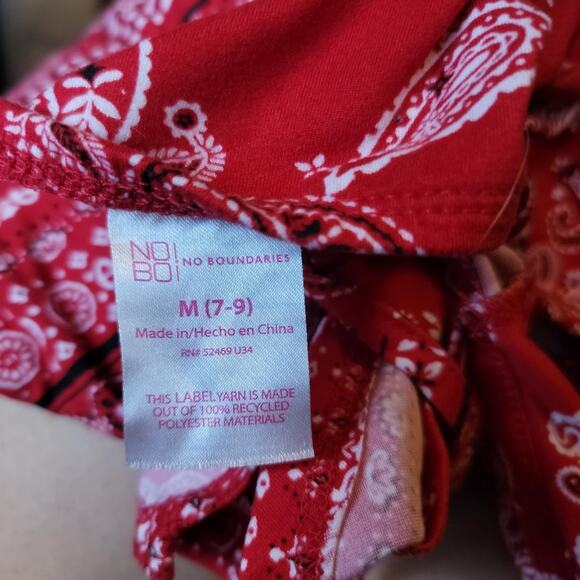 NO!
BO!
NO BOUNDARIES
M (7-9)
Made in/Hecho en China
RN# 52469 U34
THIS LABELYARN IS MADE
OUT OF 100% RECYCLED
POLYESTER MATERIALS